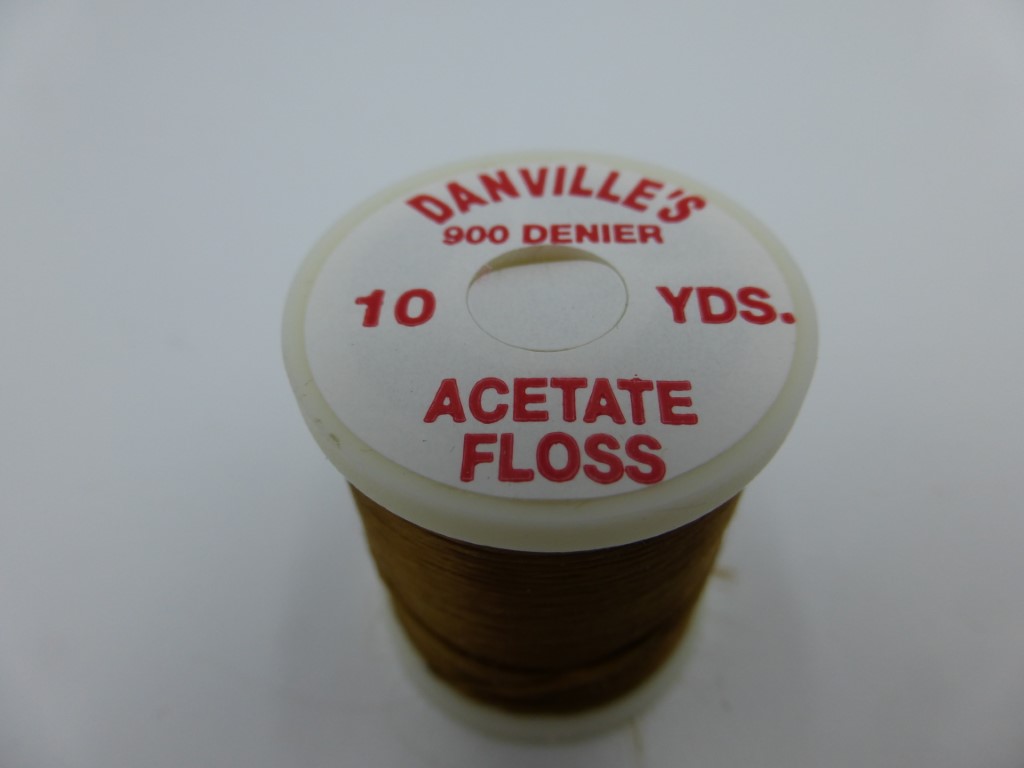 DANVILLE'S
900 DENIER
10 YDS.
ACETATE
FLOSS